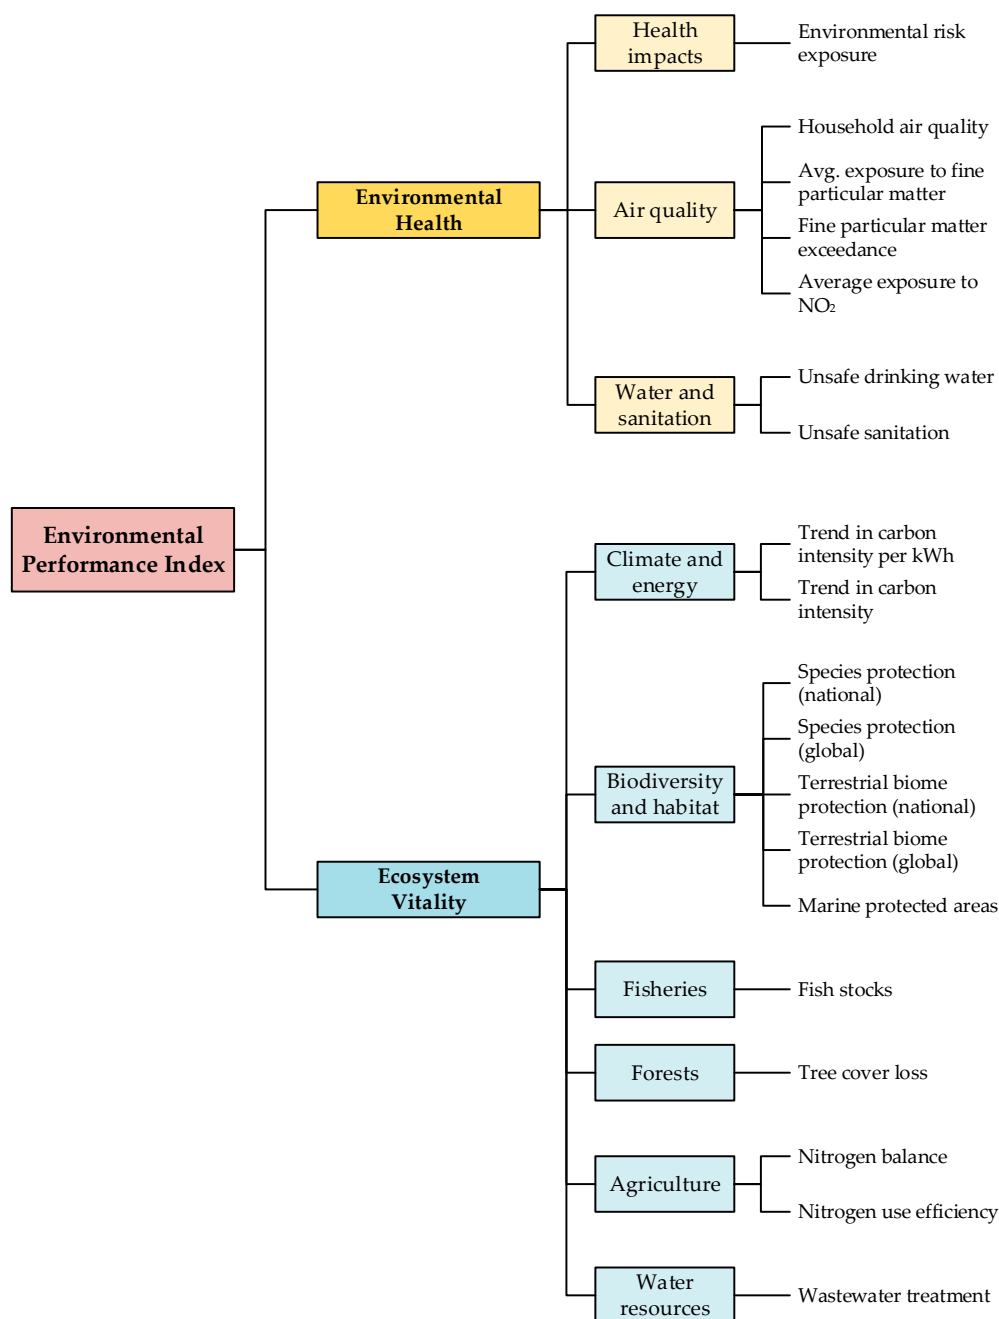 Health
impacts
Environmental risk
exposure
Household air quality
Avg. exposure to fine
particular matter
Environmental
Health
Air quality
Fine particular matter
exceedance
Average exposure to
NO₂
Water and
sanitation
Unsafe drinking water
Unsafe sanitation
Environmental
Performance Index
Climate and
energy
Trend in carbon
intensity per kWh
Trend in carbon
intensity
Species protection
(national)
Species protection
(global)
Biodiversity
and habitat
Terrestrial biome
protection (national)
Terrestrial biome
protection (global)
Ecosystem
Vitality
Marine protected areas
Fisheries
Fish stocks
Forests
Tree cover loss
Agriculture
Nitrogen balance
Nitrogen use efficiency
Water
resources
Wastewater treatment